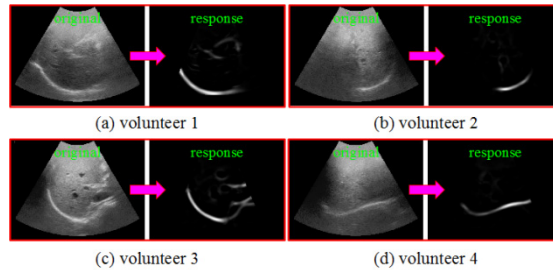 original response original response
(a) volunteer 1 (b) volunteer 2
original response original response
(c) volunteer 3 (d) volunteer 4